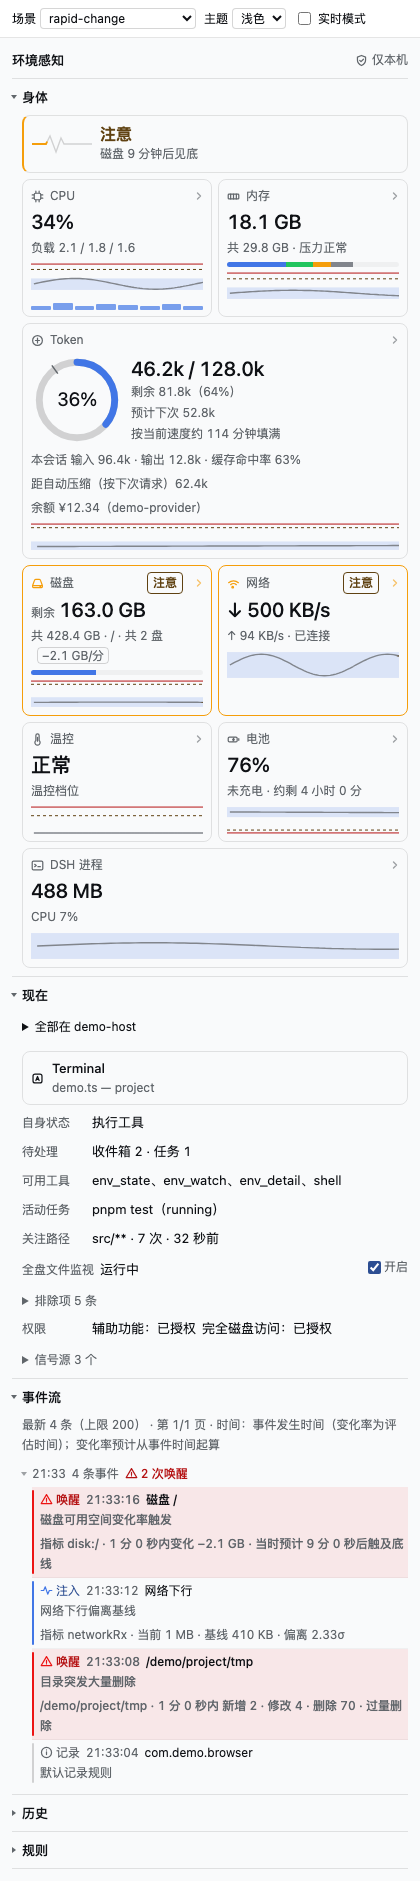 场景 rapid-change 主题 浅色 实时模式
环境感知 仅本机
身体
注意
磁盘 9 分钟后见底
CPU
34%
负载 2.1 / 1.8 / 1.6
内存
18.1 GB
共 29.8 GB · 压力正常
Token
36%
46.2k / 128.0k
剩余 81.8k（64%）
预计下次 52.8k
按当前速度约 114 分钟填满
本会话 输入 96.4k · 输出 12.8k · 缓存命中率 63%
距自动压缩（按下次请求）62.4k
余额 ¥12.34（demo-provider）
磁盘 注意
剩余 163.0 GB
共 428.4 GB · / · 共 2 盘
−2.1 GB/分
网络 注意
↓ 500 KB/s
↑ 94 KB/s · 已连接
温控
正常
温控档位
电池
76%
未充电 · 约剩 4 小时 0 分
DSH 进程
488 MB
CPU 7%
现在
全部在 demo-host
Terminal
demo.ts — project
自身状态 执行工具
待处理 收件箱 2 · 任务 1
可用工具 env_state、env_watch、env_detail、shell
活动任务 pnpm test（running）
关注路径 src/** · 7 次 · 32 秒前
全盘文件监视 运行中 开启
排除项 5 条
权限 辅助功能：已授权 完全磁盘访问：已授权
信号源 3 个
事件流
最新 4 条（上限 200） · 第 1/1 页 · 时间：事件发生时间（变化率为评
估时间）；变化率预计从事件时间起算
21:33 4 条事件 2 次唤醒
唤醒 21:33:16 磁盘 /
磁盘可用空间变化率触发
指标 disk:/ · 1 分 0 秒内变化 −2.1 GB · 当时预计 9 分 0 秒后触及底
线
注入 21:33:12 网络下行
网络下行偏离基线
指标 networkRx · 当前 1 MB · 基线 410 KB · 偏离 2.33σ
唤醒 21:33:08 /demo/project/tmp
目录突发大量删除
/demo/project/tmp · 1 分 0 秒内 新增 2 · 修改 4 · 删除 70 · 过量删
除
记录 21:33:04 com.demo.browser
默认记录规则
历史
规则